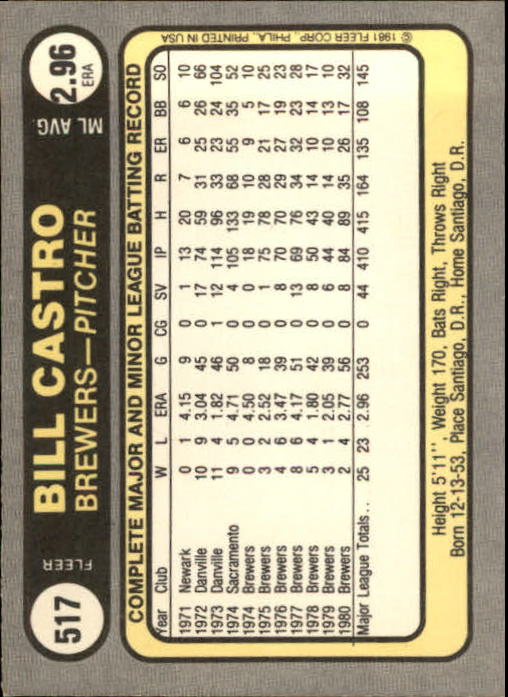 517
FLEER
BILL CASTRO
BREWERS—PITCHER
ML AVG.
2.96
ERA
COMPLETE MAJOR AND MINOR LEAGUE BATTING RECORD
Year Club W L ERA G CG SV IP H R ER BB SO
1971 Newark 0 1 4.15 9 0 0 13 20 7 6 6 10
1972 Danville 10 9 3.04 45 0 17 74 59 31 25 26 66
1973 Danville 11 4 1.82 46 1 12 114 96 33 23 24 104
1974 Sacramento 9 5 4.71 50 0 4 105 133 68 55 35 52
1974 Brewers 0 0 4.50 8 0 0 18 19 10 9 5 10
1975 Brewers 3 2 2.52 18 0 1 75 78 28 21 17 25
1976 Brewers 4 6 3.47 39 0 8 70 70 29 27 19 23
1977 Brewers 8 6 4.17 51 0 13 69 76 34 32 23 28
1978 Brewers 5 4 1.80 42 0 8 50 43 14 10 14 17
1979 Brewers 3 1 2.05 39 0 6 44 40 14 10 13 10
1980 Brewers 2 4 2.77 56 0 8 84 89 35 26 17 32
Major League Totals . . 25 23 2.96 253 0 44 410 415 164 135 108 145
Height 5'11", Weight 170, Bats Right, Throws Right
Born 12-13-53, Place Santiago, D.R., Home Santiago, D.R.
© 1981 FLEER CORP., PHILA., PRINTED IN USA